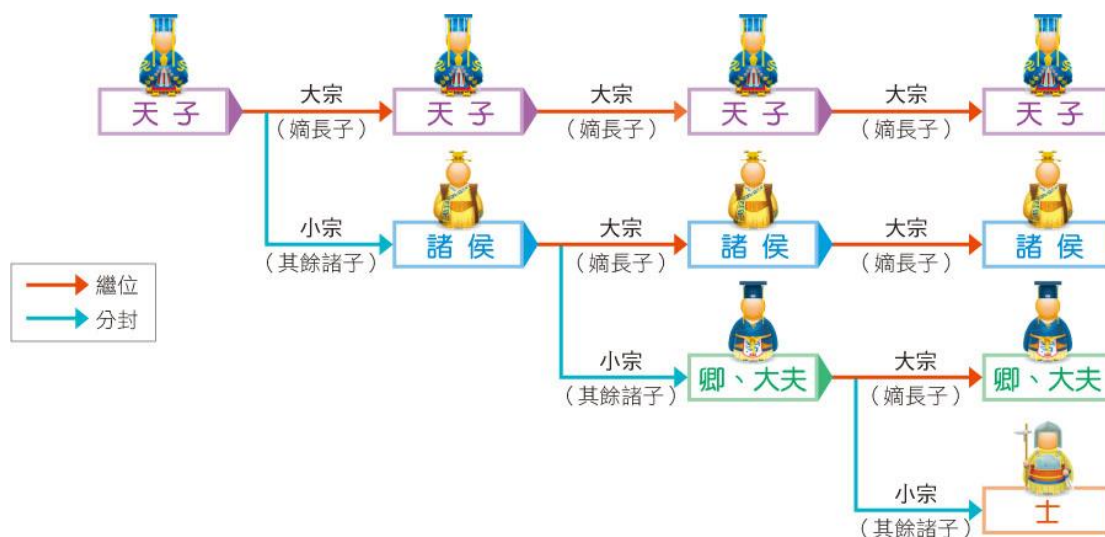 大宗
大宗
大宗
天子
天子
天子
天子
（嫡長子）
（嫡長子）
（嫡長子）
小宗
大宗
大宗
（其餘諸子）
諸侯
（嫡長子）
諸侯
（嫡長子）
諸侯
繼位
分封
小宗
大宗
（其餘諸子）
卿、大夫
（嫡長子）
卿、大夫
小宗
（其餘諸子）
士